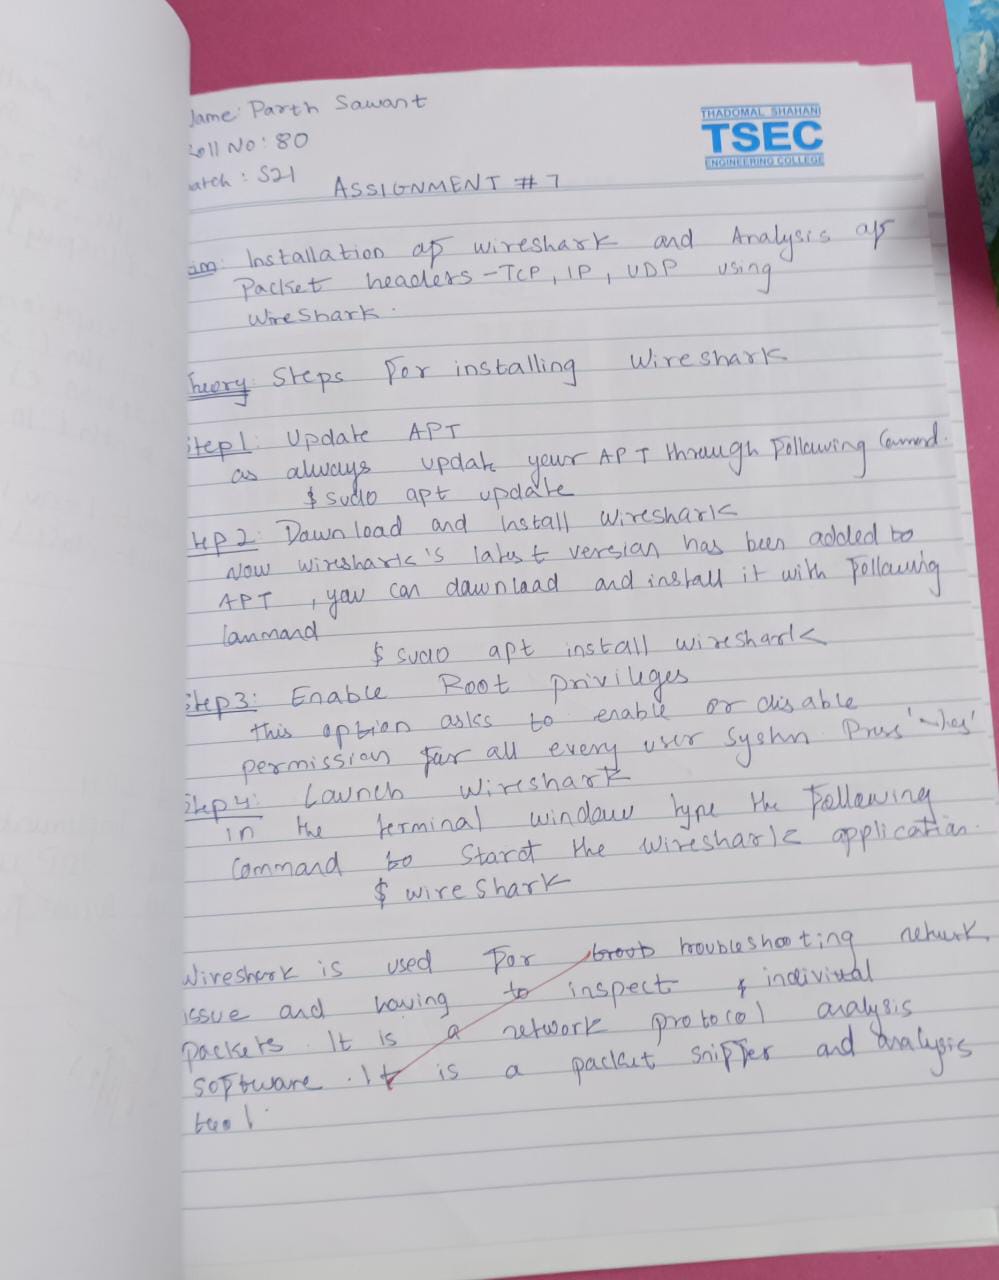 Name: Parth Sawant
Roll No: 80
Batch: S21
THADOMAL SHAHANI
TSEC
ENGINEERING COLLEGE
ASSIGNMENT # 7
Aim: Installation of wireshark and Analysis of
Packet headers - TCP, IP, UDP using
WireShark.
Theory: Steps For installing Wireshark
Step1: Update APT
as always update your APT through Following Command.
$ sudo apt update
Step 2: Download and Install Wireshark
Now wireshark's latest version has been added to
APT, you can download and install it with Following
Command
$ sudo apt install wireshark
Step3: Enable Root privileges
this option asks to enable or disable
permission for all every user System Press 'Yes'
Step4: Launch Wireshark
in the terminal window type the Following
Command to Starat the Wireshark application.
$ wireShark
Wireshark is used For troubleshooting network
issue and having to inspect & indiviual
packets. It is a network protocol analysis
software. It is a packet sniffer and analysis
tool.